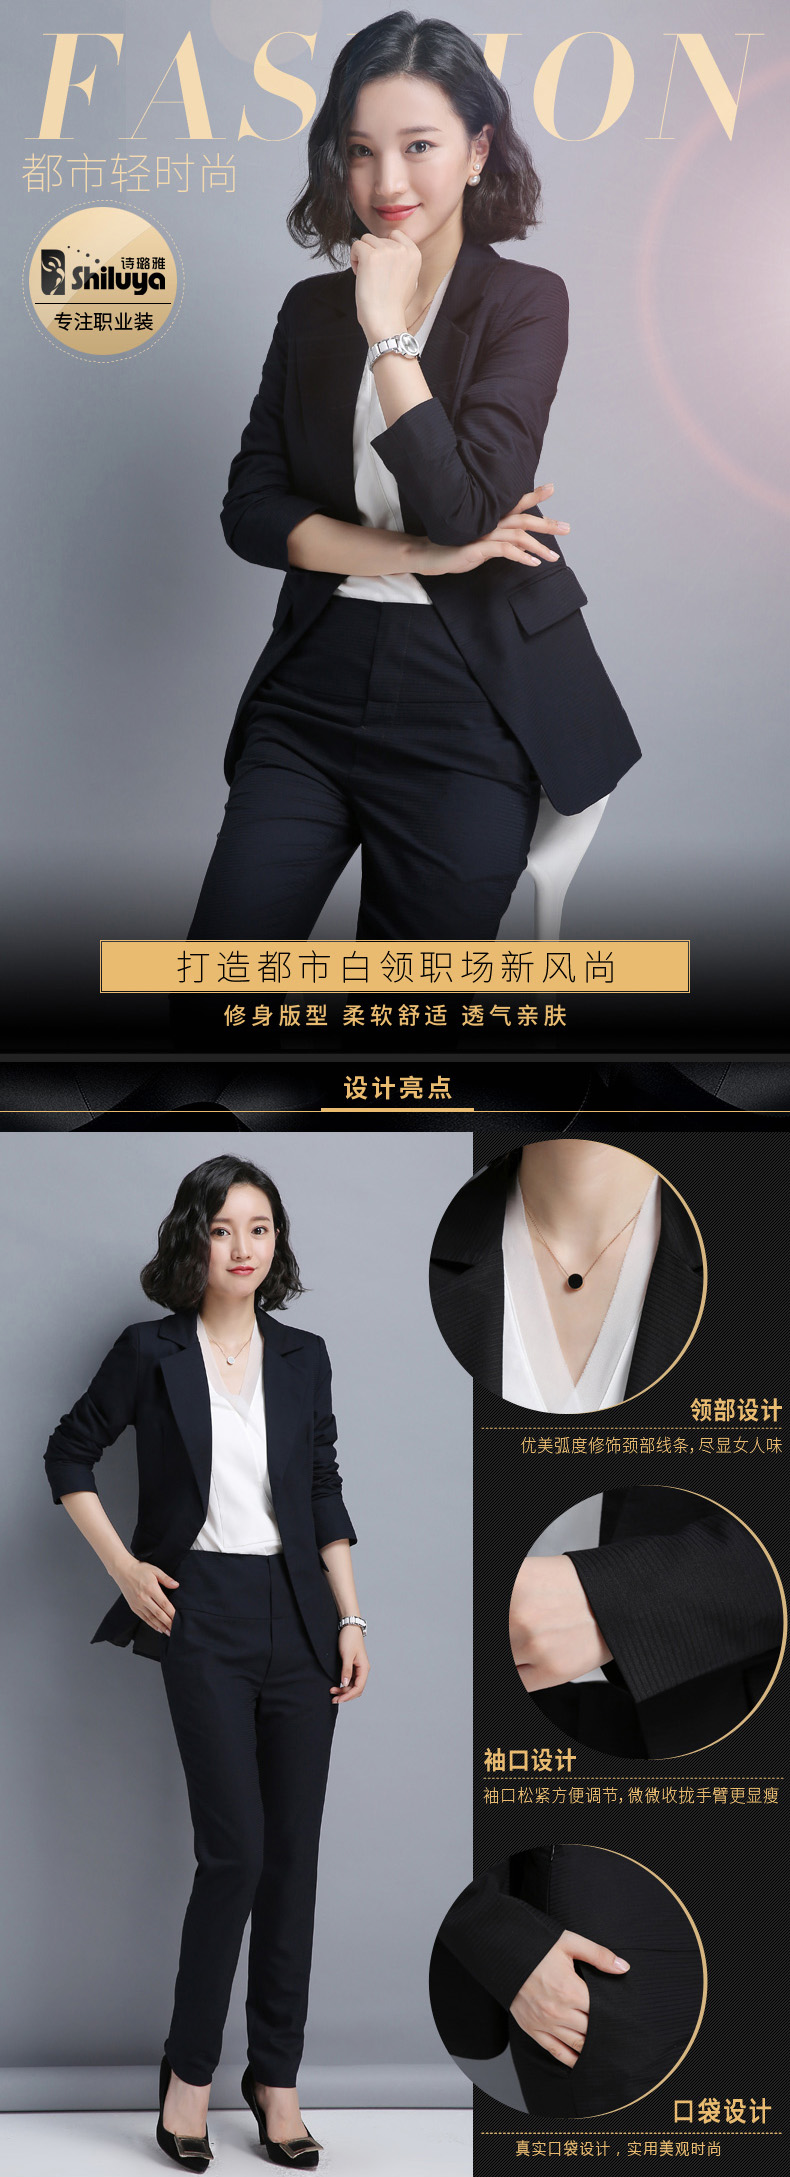 FASHION
都市轻时尚
诗璐雅
Shiluya
专注职业装
打造都市白领职场新风尚
修身版型 柔软舒适 透气亲肤
设计亮点
领部设计
优美弧度修饰颈部线条,尽显女人味
袖口设计
袖口松紧方便调节,微微收拢手臂更显瘦
口袋设计
真实口袋设计，实用美观时尚